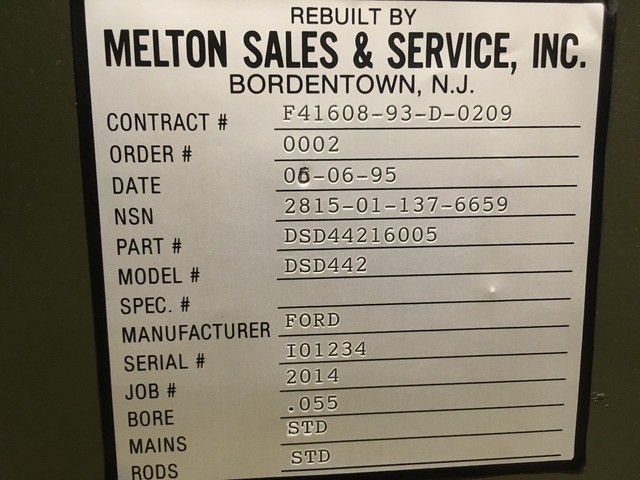 REBUILT BY
MELTON SALES & SERVICE, INC.
BORDENTOWN, N.J.
CONTRACT # F41608-93-D-0209
ORDER # 0002
DATE 06-06-95
NSN 2815-01-137-6659
PART # DSD44216005
MODEL # DSD442
SPEC. #
MANUFACTURER FORD
SERIAL # I01234
JOB # 2014
BORE .055
MAINS STD
RODS STD